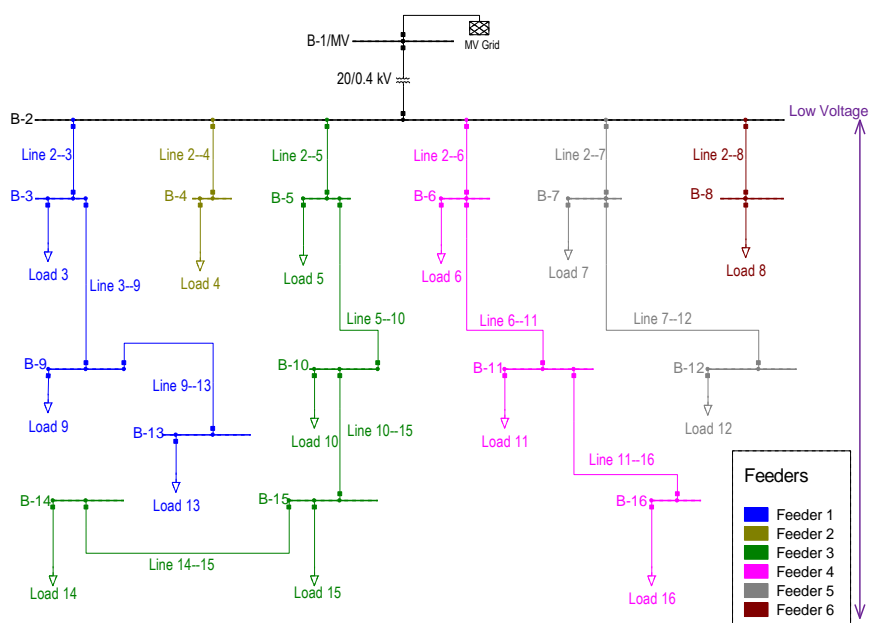 B-1/MV
MV Grid
20/0.4 kV
B-2
Low Voltage
Line 2--3
Line 2--4
Line 2--5
Line 2--6
Line 2--7
Line 2--8
B-3
B-4
B-5
B-6
B-7
B-8
Load 3
Load 4
Load 5
Load 6
Load 7
Load 8
Line 3--9
Line 5--10
Line 6--11
Line 7--12
B-9
B-10
B-11
B-12
Line 9--13
Load 9
Load 10
Load 11
Load 12
B-13
Line 10--15
Line 11--16
Load 13
B-14
B-15
B-16
Line 14--15
Load 14
Load 15
Load 16
Feeders
Feeder 1
Feeder 2
Feeder 3
Feeder 4
Feeder 5
Feeder 6